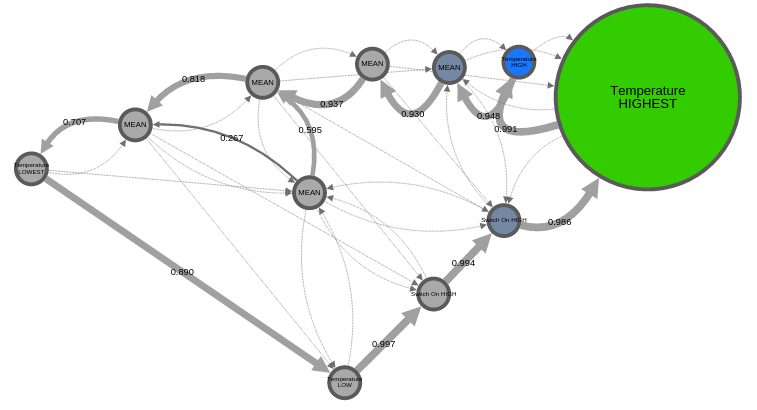 Temperature
HIGHEST
Temperature
HIGH
MEAN
MEAN
MEAN
0.818
0.937
0.930
0.948
0.991
0.707
MEAN
0.267
0.595
Temperature
LOWEST
MEAN
Switch On HIGH
0.986
0.890
0.994
Switch On HIGH
0.997
Temperature
LOW